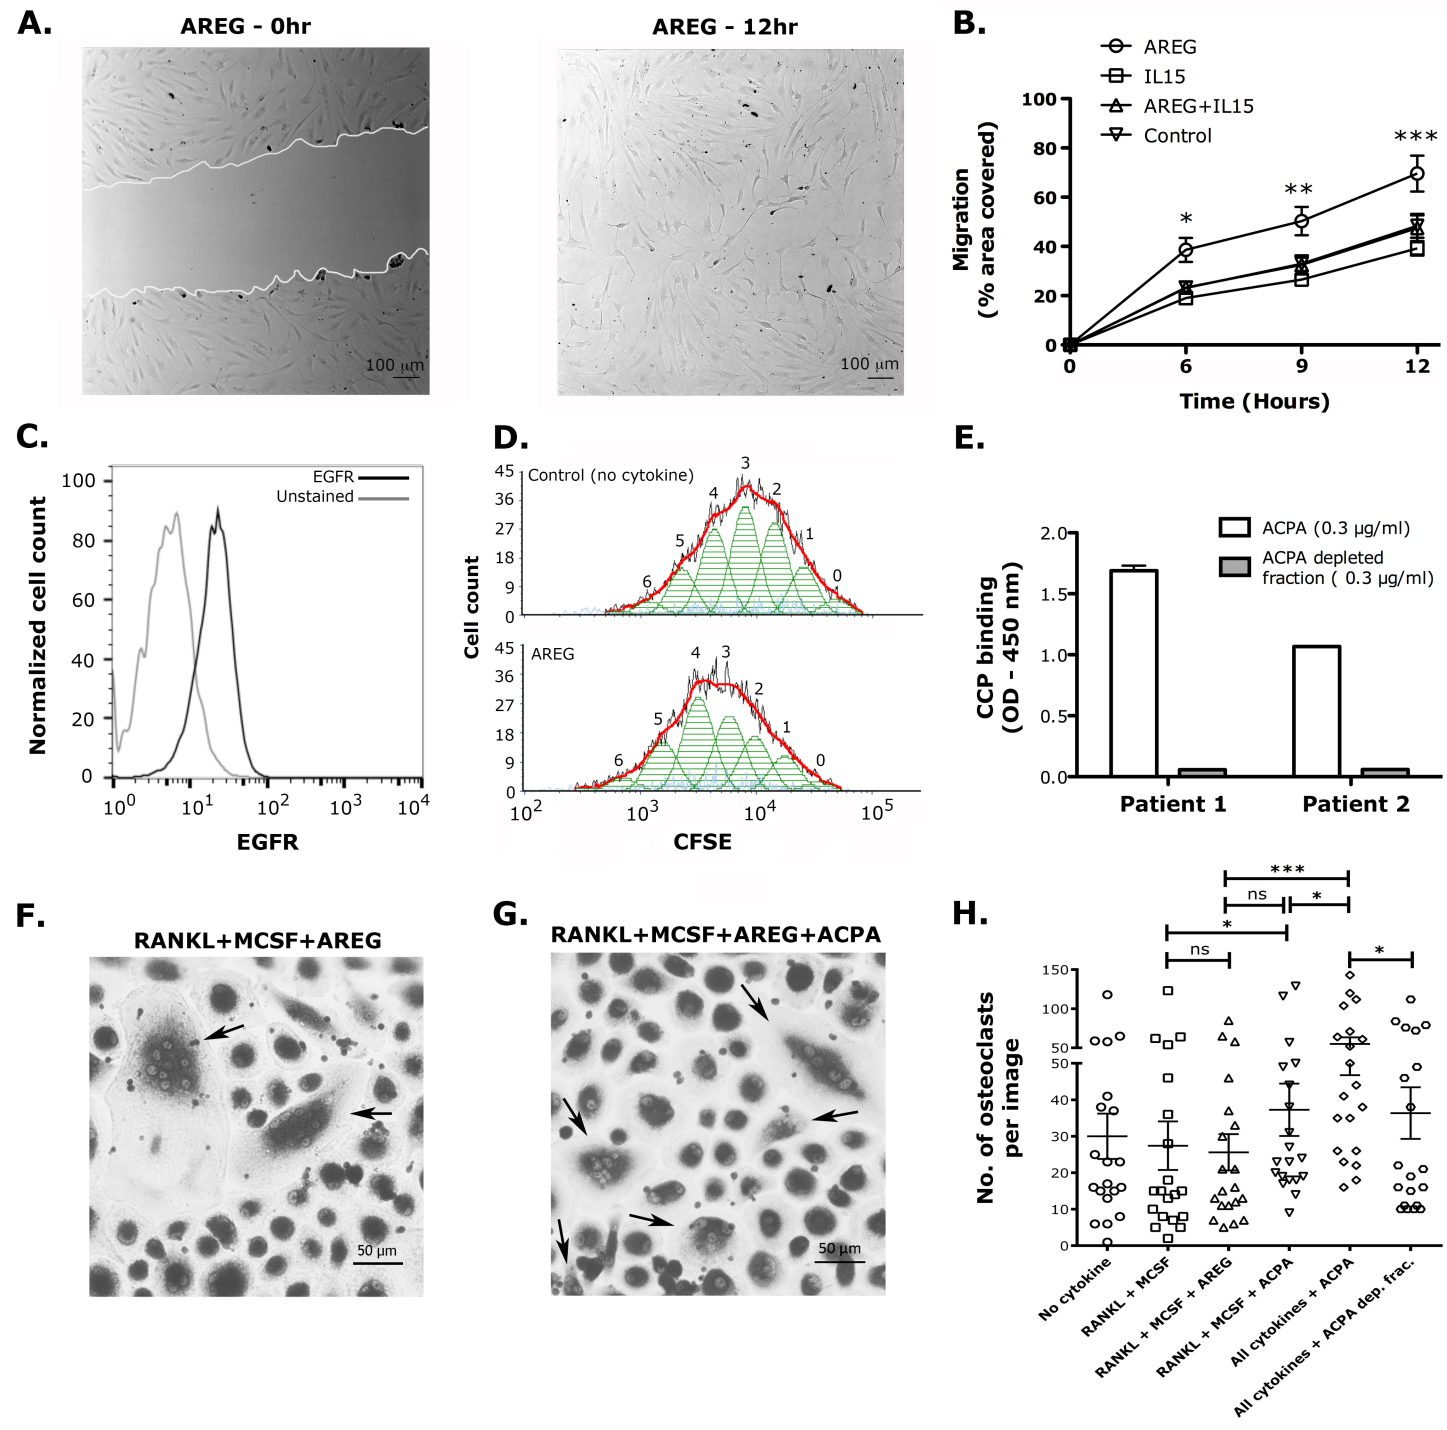 A.
AREG - 0hr
100 µm
AREG - 12hr
100 µm
B.
AREG
IL15
AREG+IL15
Control
Migration
(% area covered)
100
80
60
40
20
0
*
**
***
0 6 9 12
Time (Hours)
C.
Normalized cell count
100
80
60
40
20
0
EGFR
Unstained
10⁰ 10¹ 10² 10³ 10⁴
EGFR
D.
Cell count
45
36
27
18
9
0
Control (no cytokine)
6 5 4 3 2 1 0
45
36
27
18
9
0
AREG
6 5 4 3 2 1 0
10² 10³ 10⁴ 10⁵
CFSE
E.
CCP binding
(OD - 450 nm)
2.0
1.5
1.0
0.5
0.0
ACPA (0.3 µg/ml)
ACPA depleted
fraction ( 0.3 µg/ml)
Patient 1 Patient 2
F.
RANKL+MCSF+AREG
50 µm
G.
RANKL+MCSF+AREG+ACPA
50 µm
H.
***
ns *
*
ns *
No. of osteoclasts
per image
150
100
50
50
40
30
20
10
0
No cytokine
RANKL + MCSF
RANKL + MCSF + AREG
RANKL + MCSF + ACPA
All cytokines + ACPA
All cytokines + ACPA dep. frac.